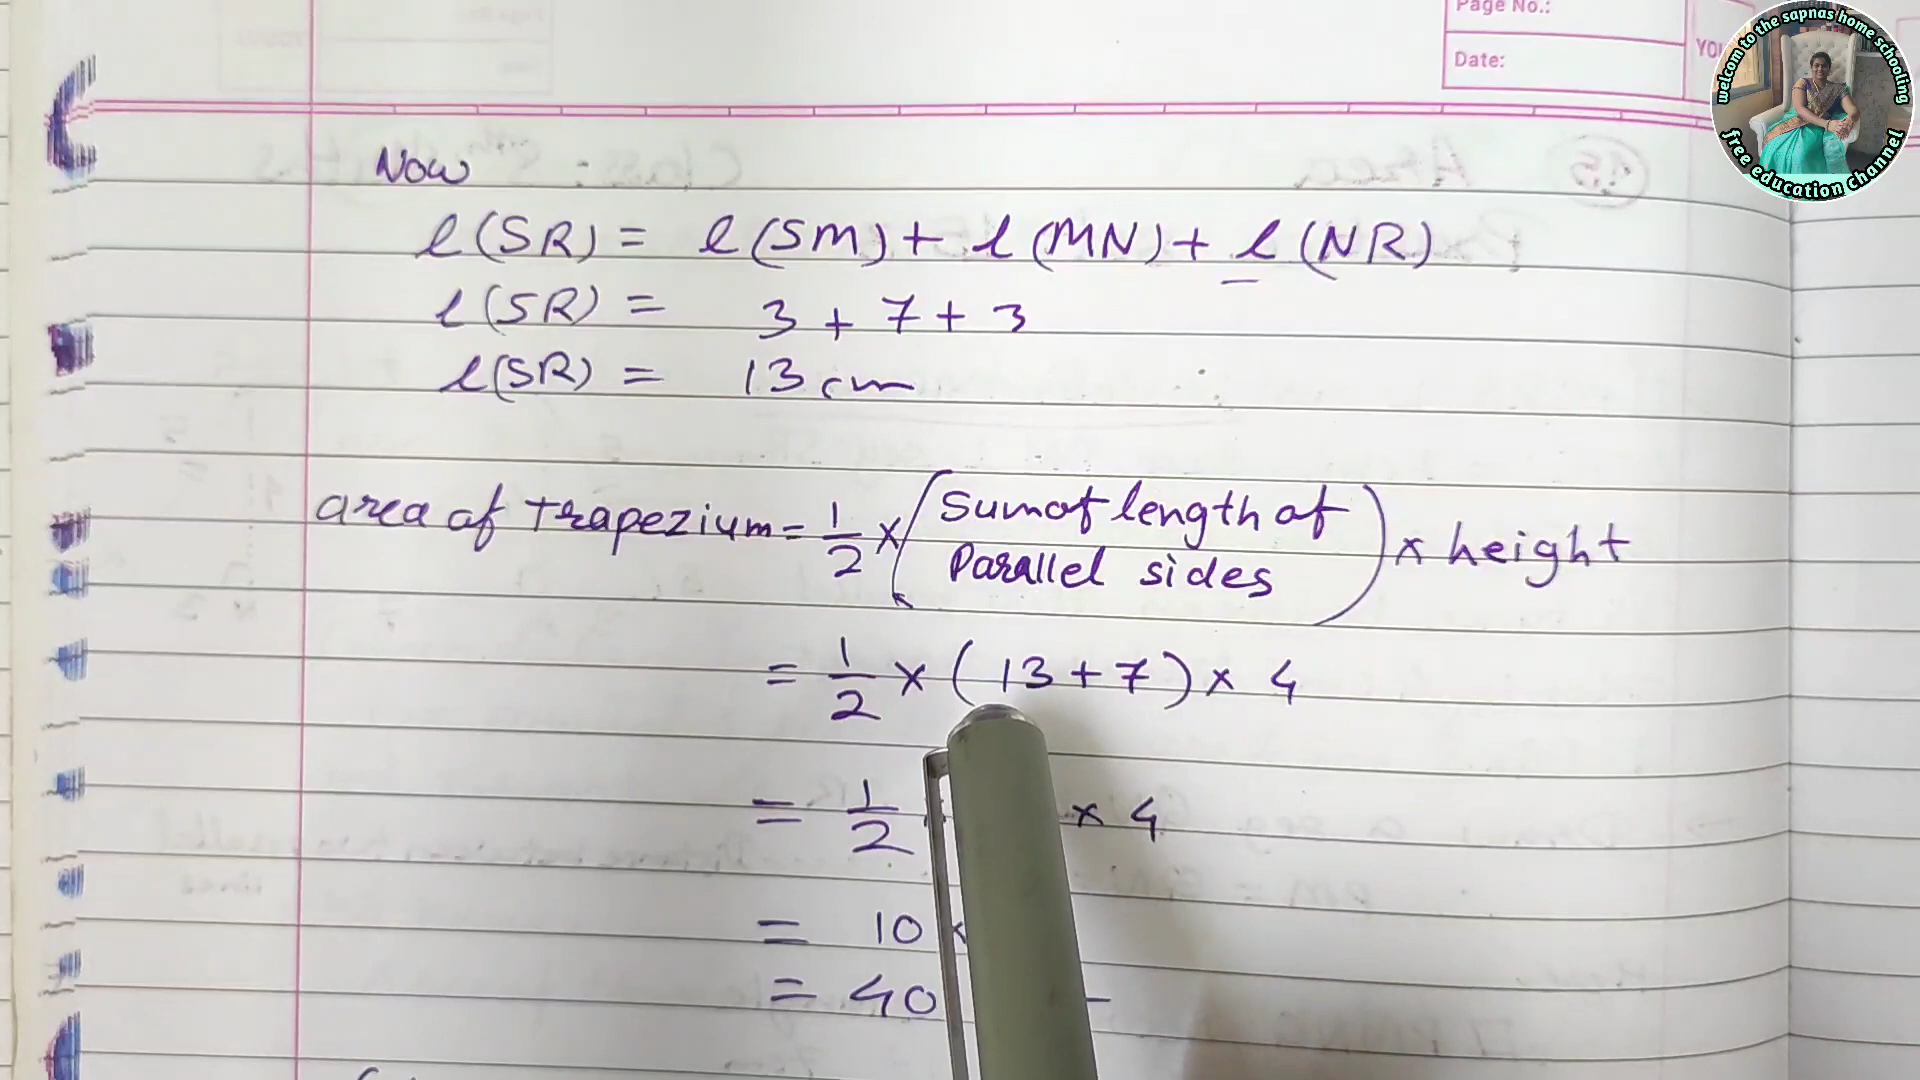 Page No.:
Date:
YOU
welcom to the sapnas home schooling
free education channel
Now
l(SR) = l(SM) + l(MN) + l(NR)
l(SR) = 3 + 7 + 3
l(SR) = 13 cm
area of trapezium = 1/2 × (Sum of length of
Parallel sides) × height
= 1/2 × (13 + 7) × 4
= 1/2 × 4
= 10 ×
= 40